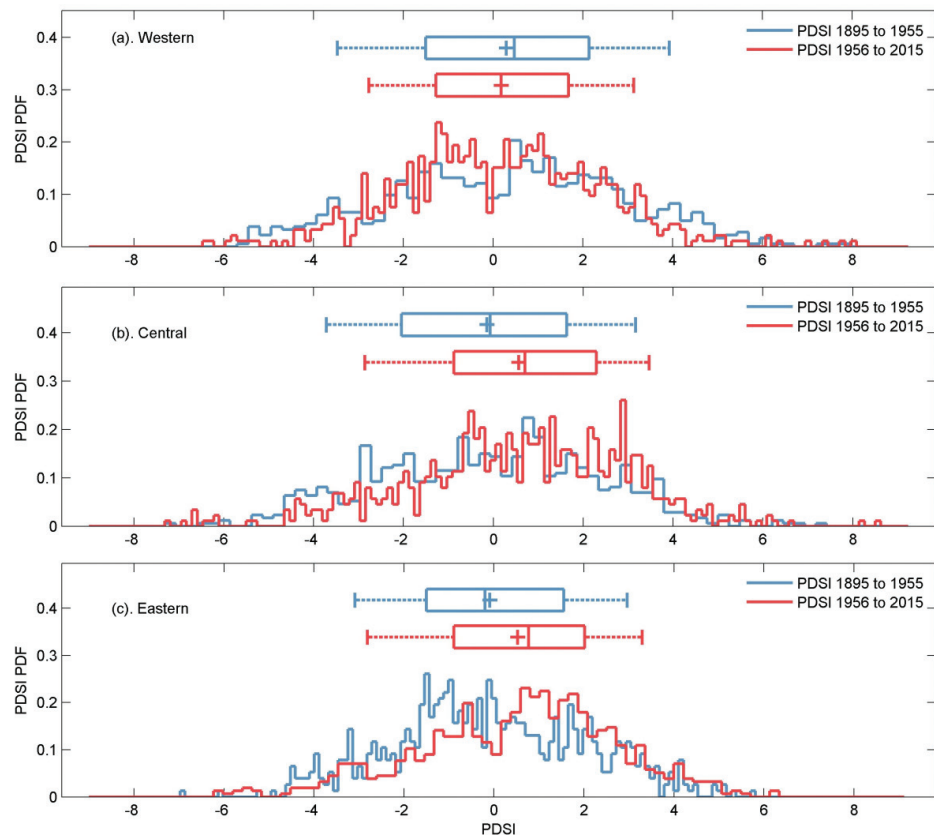 (a). Western
PDSI 1895 to 1955
PDSI 1956 to 2015
0.4
0.3
0.2
0.1
0
PDSI PDF
-8 -6 -4 -2 0 2 4 6 8
(b). Central
PDSI 1895 to 1955
PDSI 1956 to 2015
0.4
0.3
0.2
0.1
0
PDSI PDF
-8 -6 -4 -2 0 2 4 6 8
(c). Eastern
PDSI 1895 to 1955
PDSI 1956 to 2015
0.4
0.3
0.2
0.1
0
PDSI PDF
-8 -6 -4 -2 0 2 4 6 8
PDSI